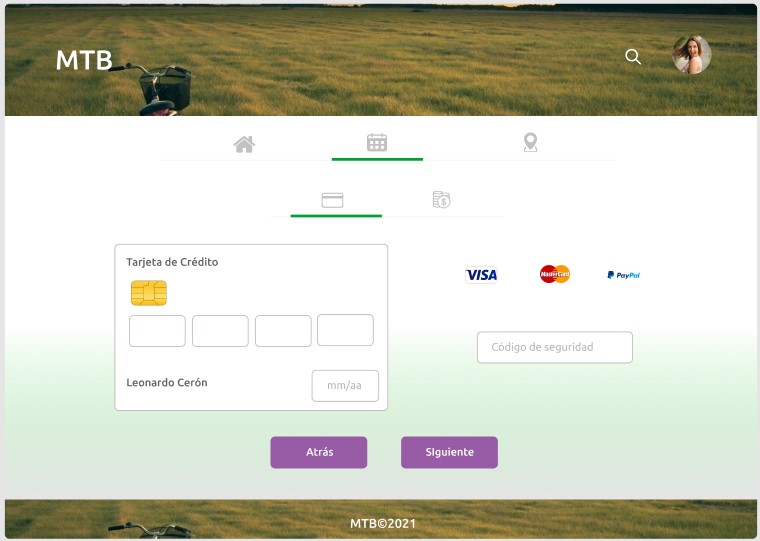 MTB
Tarjeta de Crédito
VISA
MasterCard
PayPal
Código de seguridad
Leonardo Cerón
mm/aa
Atrás
SIguiente
MTB©2021